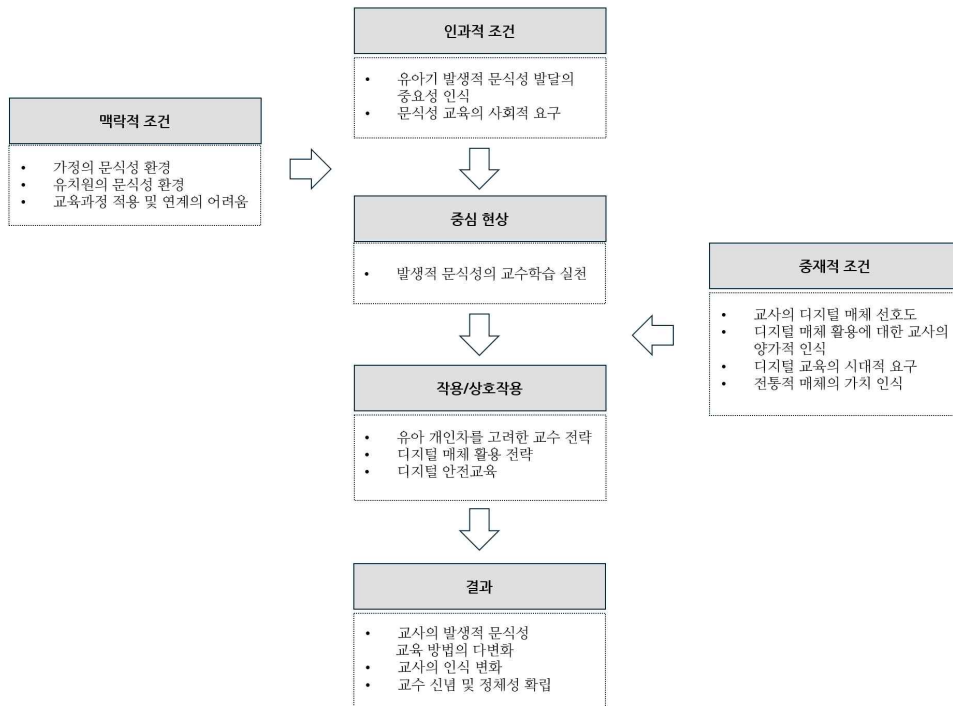 인과적 조건
• 유아기 발생적 문식성 발달의
중요성 인식
• 문식성 교육의 사회적 요구
맥락적 조건
• 가정의 문식성 환경
• 유치원의 문식성 환경
• 교육과정 적용 및 연계의 어려움
중심 현상
• 발생적 문식성의 교수학습 실천
중재적 조건
• 교사의 디지털 매체 선호도
• 디지털 매체 활용에 대한 교사의
양가적 인식
• 디지털 교육의 시대적 요구
• 전통적 매체의 가치 인식
작용/상호작용
• 유아 개인차를 고려한 교수 전략
• 디지털 매체 활용 전략
• 디지털 안전교육
결과
• 교사의 발생적 문식성
교육 방법의 다변화
• 교사의 인식 변화
• 교수 신념 및 정체성 확립